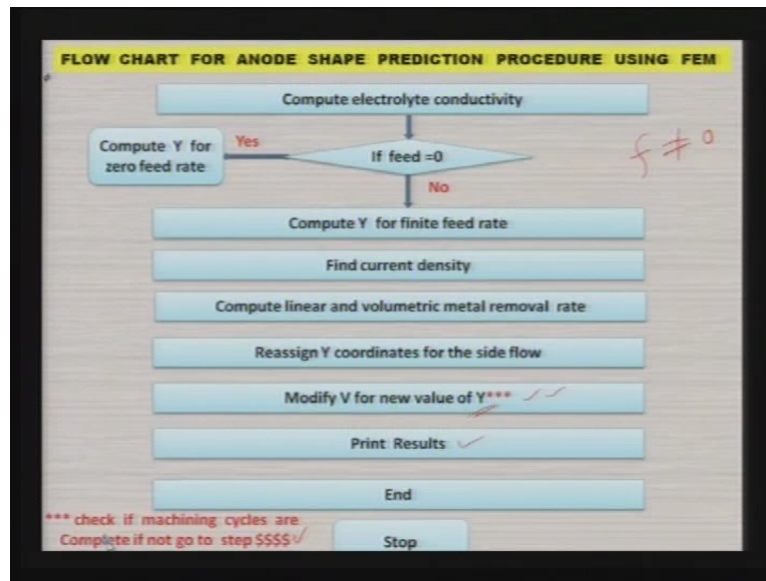 FLOW CHART FOR ANODE SHAPE PREDICTION PROCEDURE USING FEM
Compute electrolyte conductivity
Compute Y for
zero feed rate
Yes
If feed =0
f ≠ 0
No
Compute Y for finite feed rate
Find current density
Compute linear and volumetric metal removal rate
Reassign Y coordinates for the side flow
Modify V for new value of Y***
Print Results
End
*** check if machining cycles are
Complete if not go to step $$$$
Stop